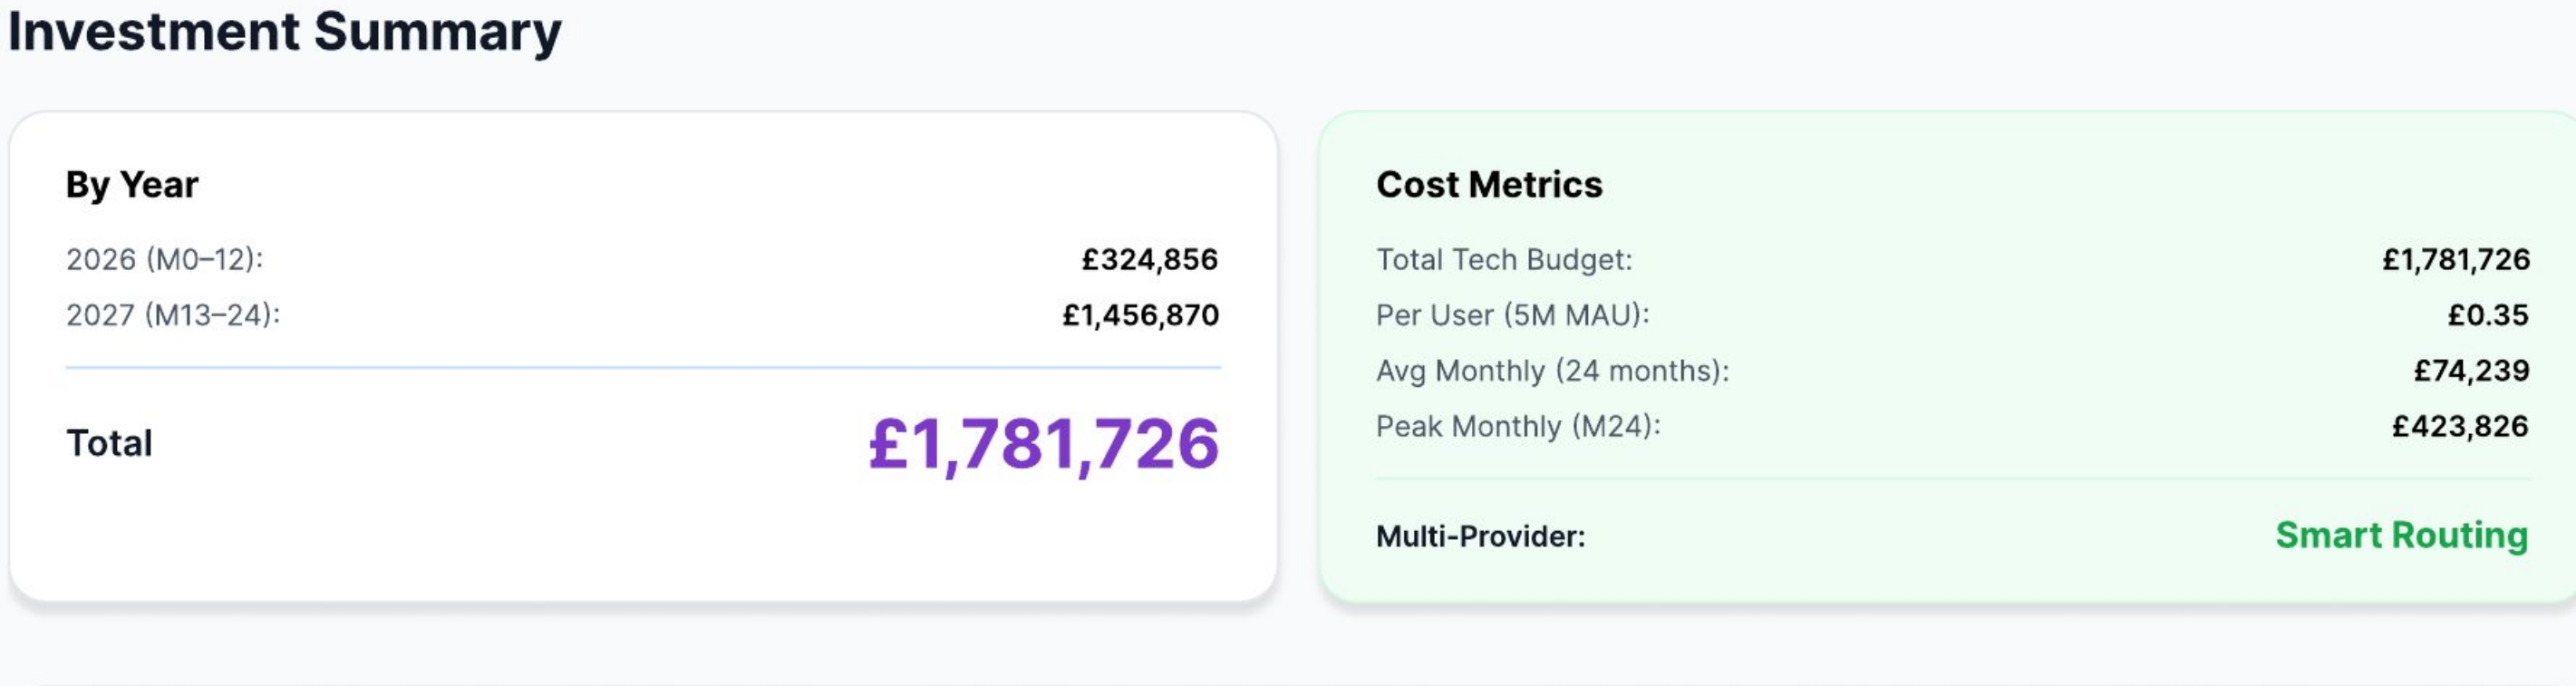 Investment Summary
By Year
2026 (M0–12): £324,856
2027 (M13–24): £1,456,870
Total £1,781,726
Cost Metrics
Total Tech Budget: £1,781,726
Per User (5M MAU): £0.35
Avg Monthly (24 months): £74,239
Peak Monthly (M24): £423,826
Multi-Provider: Smart Routing